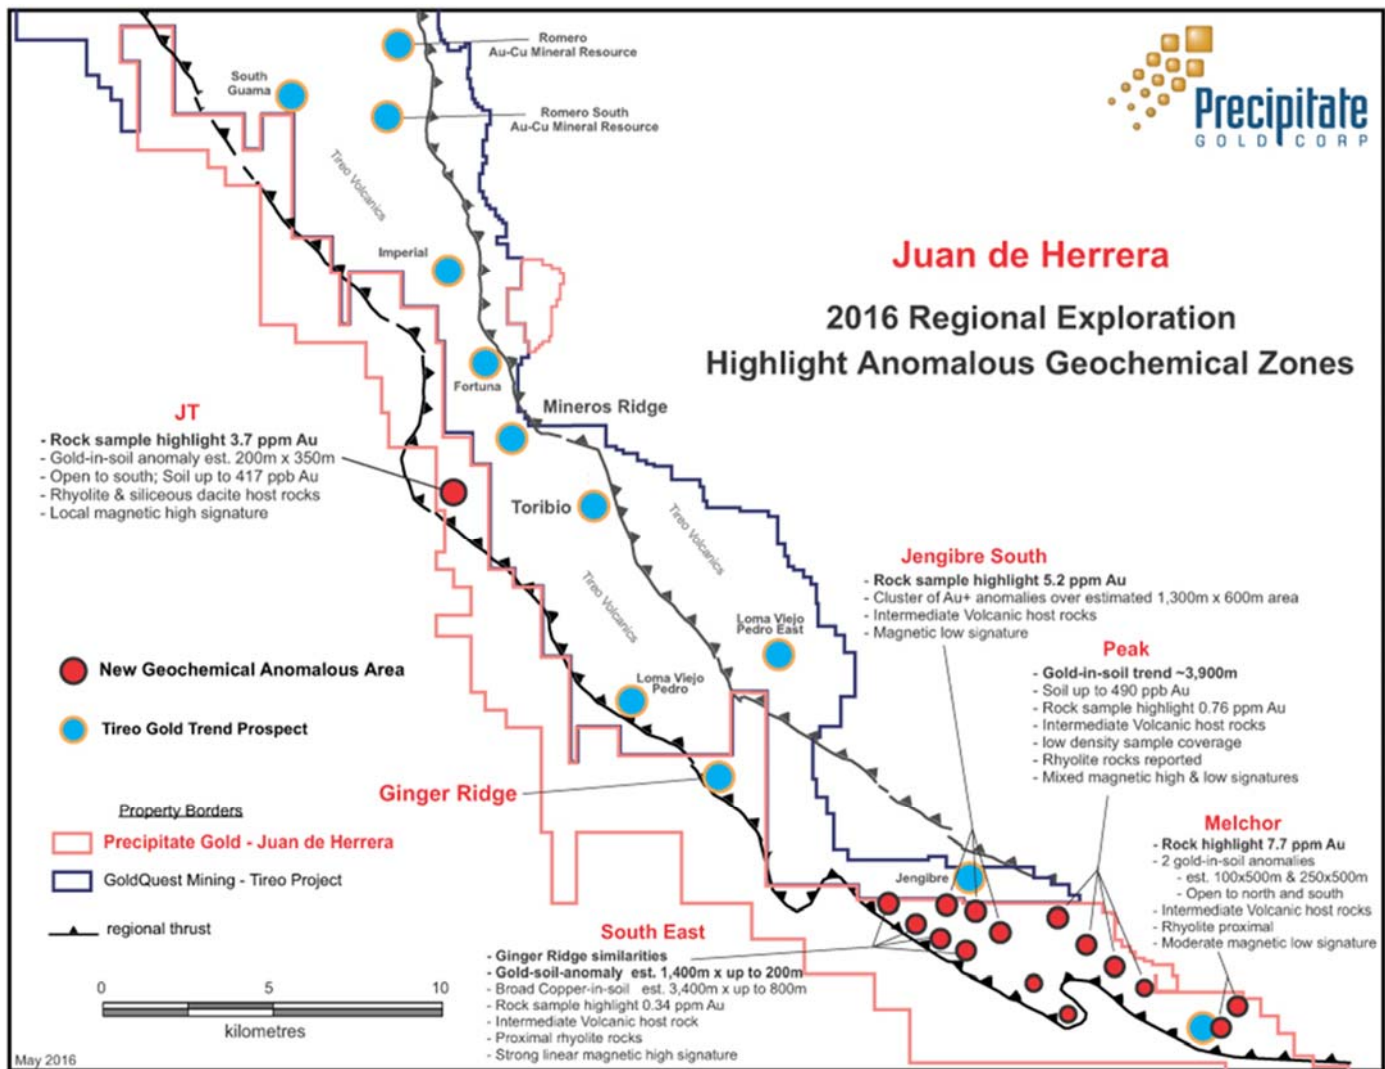 Precipitate
GOLD CORP
Juan de Herrera
2016 Regional Exploration
Highlight Anomalous Geochemical Zones
Romero
Au-Cu Mineral Resource
South
Guama
Romero South
Au-Cu Mineral Resource
Tireo Volcanics
Imperial
Fortuna
Mineros Ridge
JT
- Rock sample highlight 3.7 ppm Au
- Gold-in-soil anomaly est. 200m x 350m
- Open to south; Soil up to 417 ppb Au
- Rhyolite & siliceous dacite host rocks
- Local magnetic high signature
Toribio
Tireo Volcanics
Tireo Volcanics
Jengibre South
- Rock sample highlight 5.2 ppm Au
- Cluster of Au+ anomalies over estimated 1,300m x 600m area
- Intermediate Volcanic host rocks
- Magnetic low signature
Loma Viejo
Pedro East
Peak
- Gold-in-soil trend ~3,900m
- Soil up to 490 ppb Au
- Rock sample highlight 0.76 ppm Au
- Intermediate Volcanic host rocks
- low density sample coverage
- Rhyolite rocks reported
- Mixed magnetic high & low signatures
Loma Viejo
Pedro
New Geochemical Anomalous Area
Tireo Gold Trend Prospect
Ginger Ridge
Property Borders
Precipitate Gold - Juan de Herrera
GoldQuest Mining - Tireo Project
regional thrust
Melchor
- Rock highlight 7.7 ppm Au
- 2 gold-in-soil anomalies
- est. 100x500m & 250x500m
- Open to north and south
- Intermediate Volcanic host rocks
- Rhyolite proximal
- Moderate magnetic low signature
Jengibre
South East
- Ginger Ridge similarities
- Gold-soil-anomaly est. 1,400m x up to 200m
- Broad Copper-in-soil est. 3,400m x up to 800m
- Rock sample highlight 0.34 ppm Au
- Intermediate Volcanic host rock
- Proximal rhyolite rocks
- Strong linear magnetic high signature
0 5 10
kilometres
May 2016